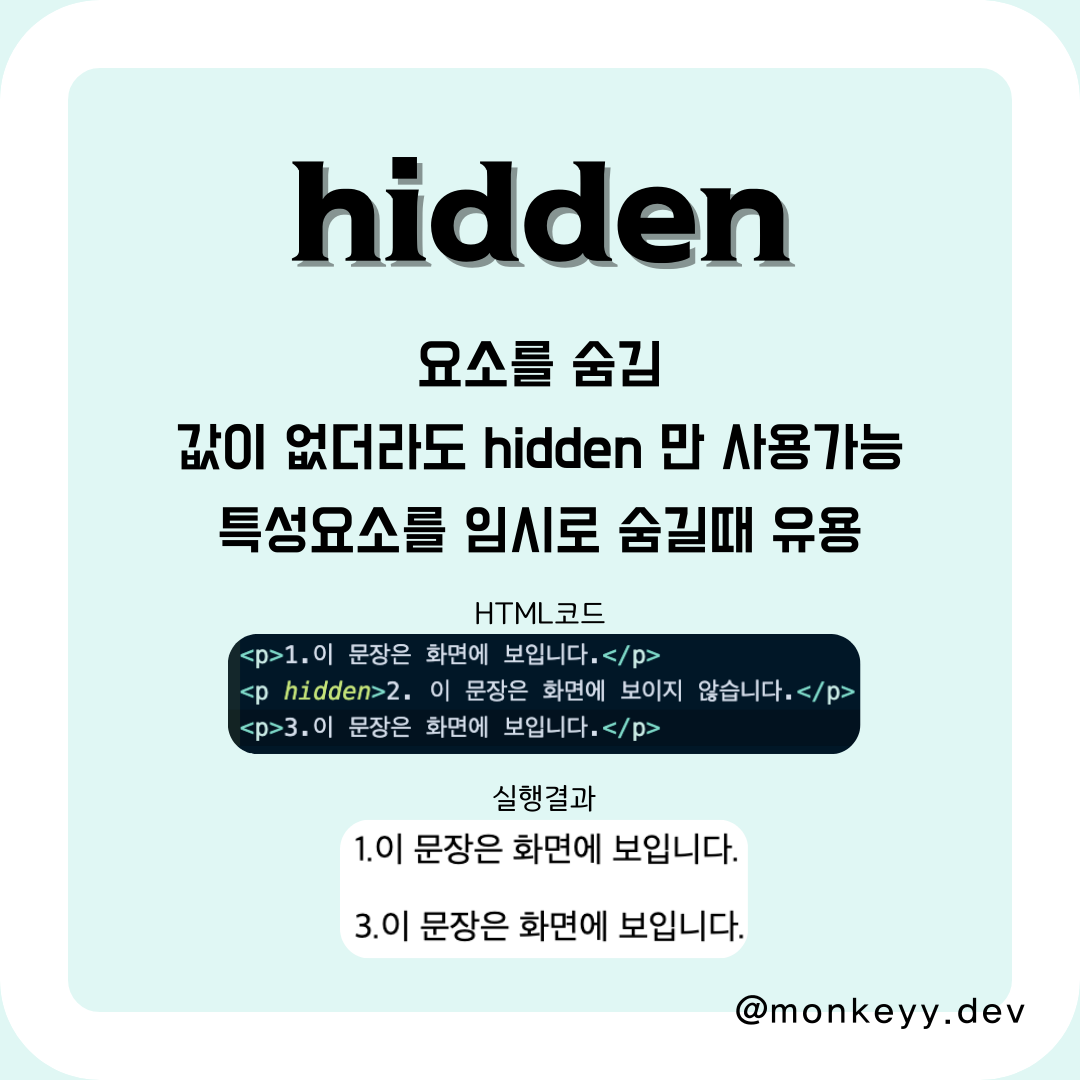 hidden
요소를 숨김
값이 없더라도 hidden 만 사용가능
특성요소를 임시로 숨길때 유용
HTML코드
<p>1.이 문장은 화면에 보입니다.</p>
<p hidden>2. 이 문장은 화면에 보이지 않습니다.</p>
<p>3.이 문장은 화면에 보입니다.</p>
실행결과
1.이 문장은 화면에 보입니다.
3.이 문장은 화면에 보입니다.
@monkeyy.dev